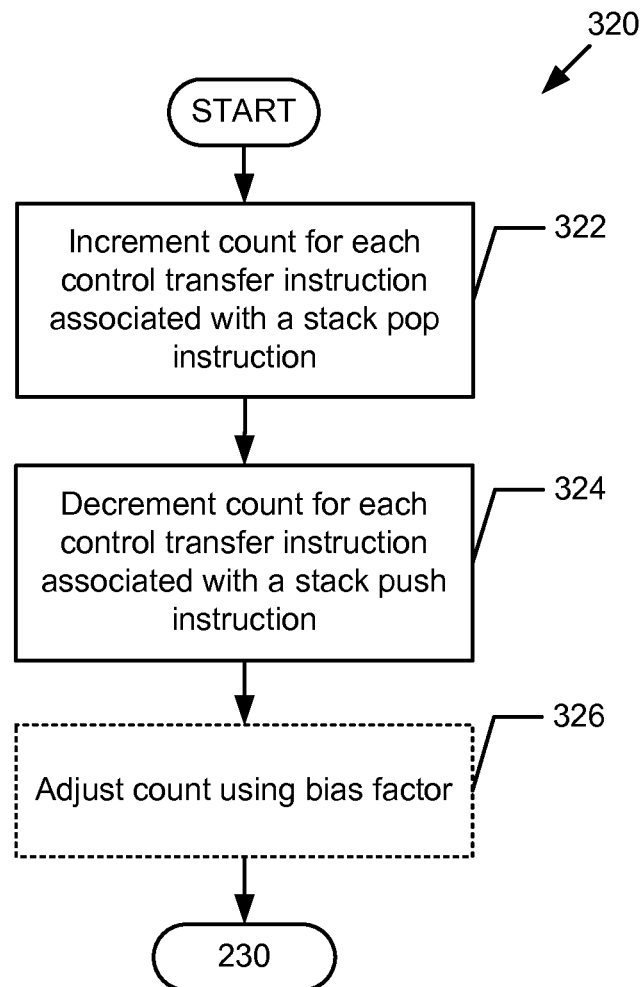 320
START
Increment count for each
control transfer instruction
associated with a stack pop
instruction
322
Decrement count for each
control transfer instruction
associated with a stack push
instruction
324
Adjust count using bias factor
326
230